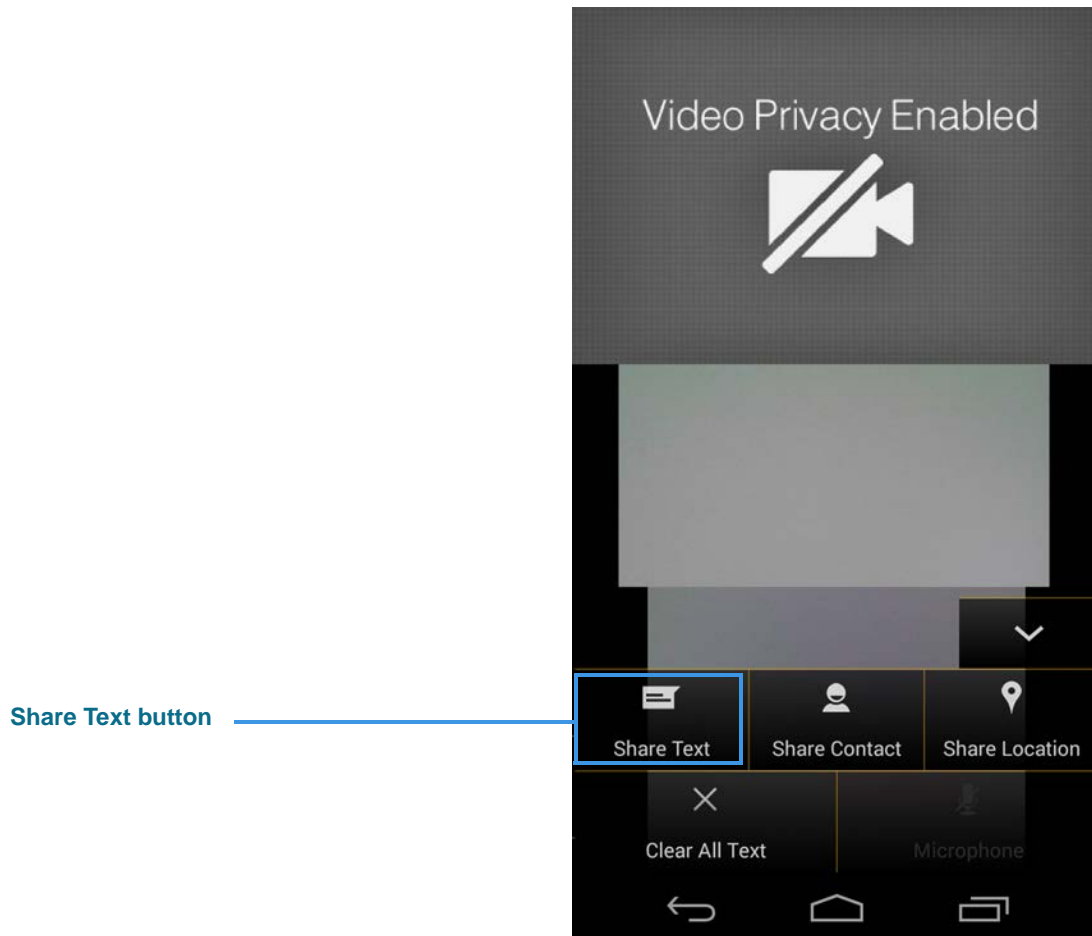 Video Privacy Enabled
Share Text button
Share Text
Share Contact
Share Location
Clear All Text
Microphone